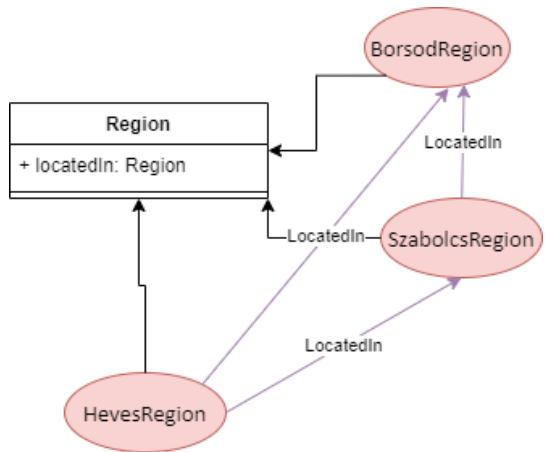 BorsodRegion
Region
+ locatedIn: Region
LocatedIn
LocatedIn
SzabolcsRegion
LocatedIn
HevesRegion